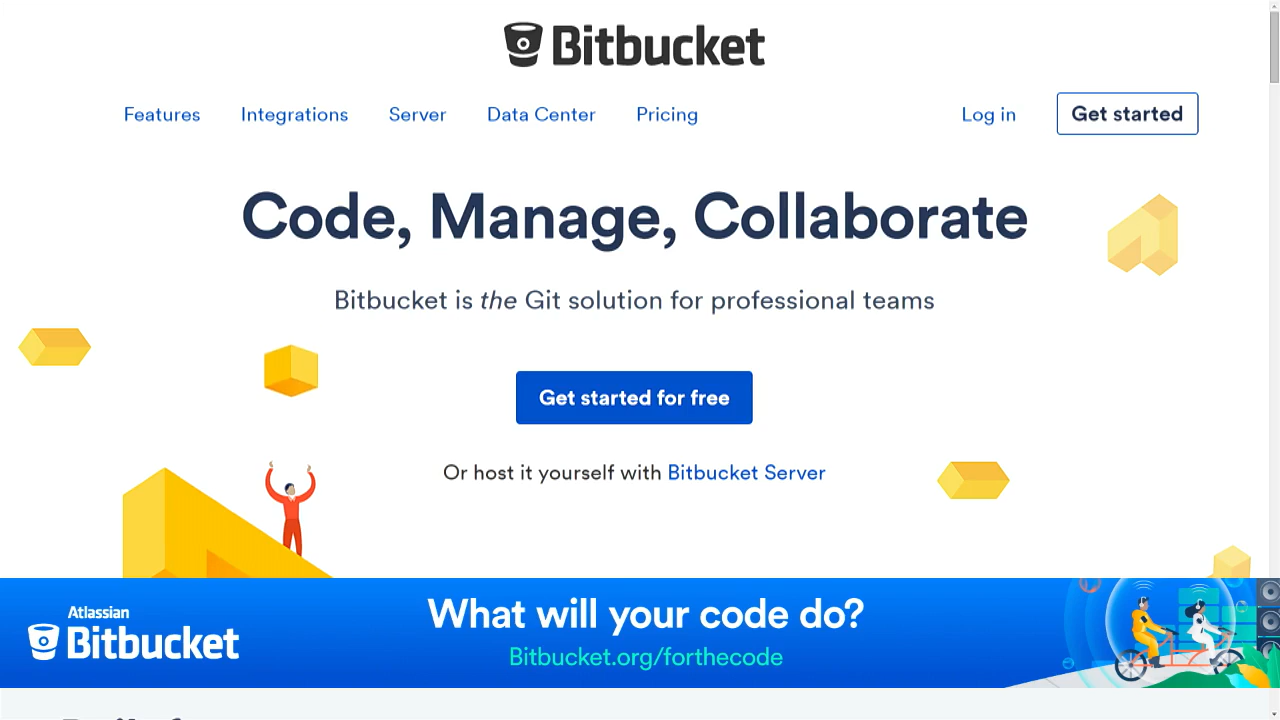 Bitbucket
Features Integrations Server Data Center Pricing Log in Get started
Code, Manage, Collaborate
Bitbucket is the Git solution for professional teams
Get started for free
Or host it yourself with Bitbucket Server
Atlassian
Bitbucket
What will your code do?
Bitbucket.org/forthecode